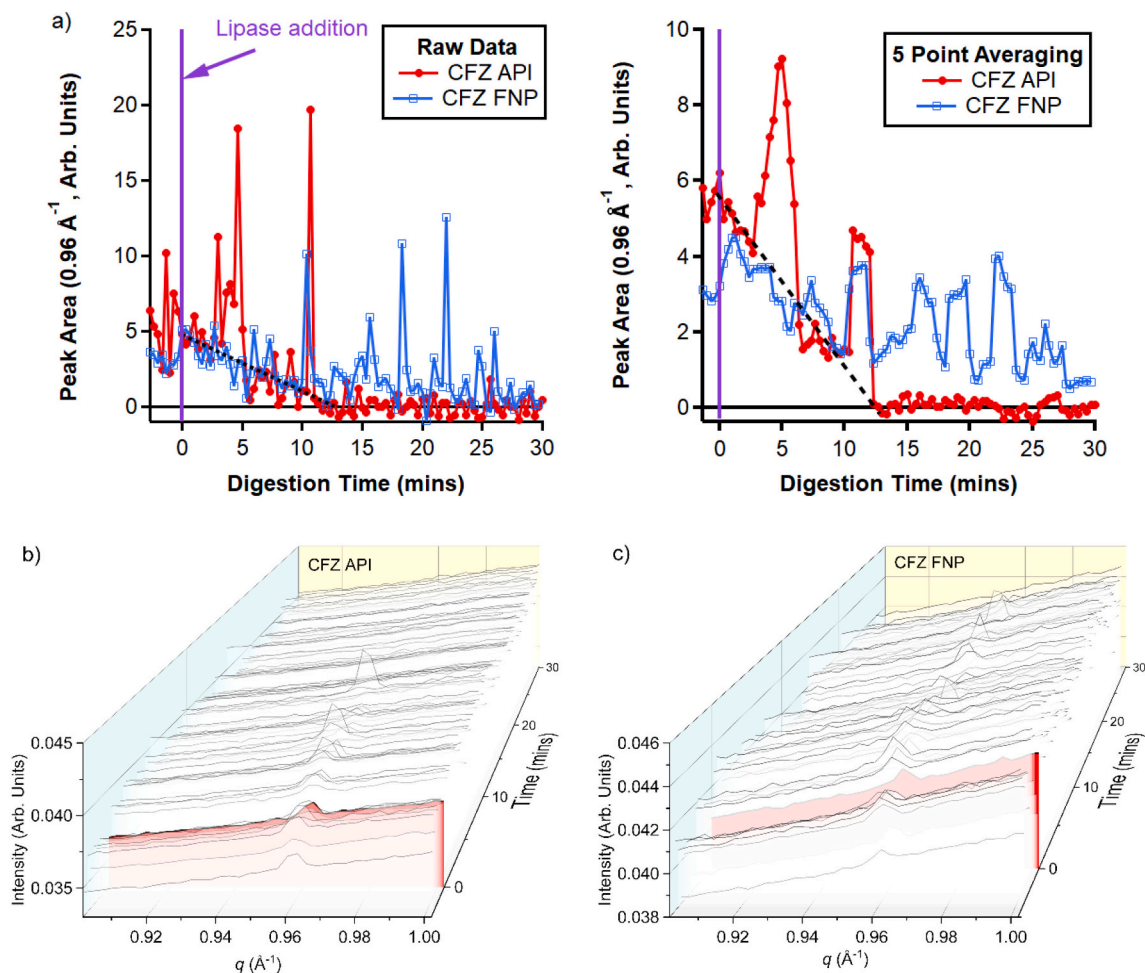 a)
Lipase addition
Raw Data
CFZ API
CFZ FNP
Peak Area (0.96 Å⁻¹, Arb. Units)
25
20
15
10
5
0
0 5 10 15 20 25 30
Digestion Time (mins)
5 Point Averaging
CFZ API
CFZ FNP
Peak Area (0.96 Å⁻¹, Arb. Units)
10
8
6
4
2
0
0 5 10 15 20 25 30
Digestion Time (mins)
b)
CFZ API
Intensity (Arb. Units)
0.045
0.040
0.035
0.92 0.94 0.96 0.98 1.00
q (Å⁻¹)
0
10
20
30
Time (mins)
c)
CFZ FNP
Intensity (Arb. Units)
0.046
0.044
0.042
0.040
0.038
0.92 0.94 0.96 0.98 1.00
q (Å⁻¹)
0
10
20
30
Time (mins)